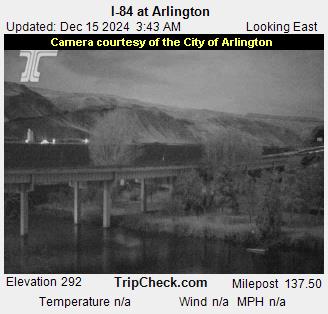 I-84 at Arlington
Updated: Dec 15 2024 3:43 AM Looking East
Camera courtesy of the City of Arlington
Elevation 292 TripCheck.com Milepost 137.50
Temperature n/a Wind n/a MPH n/a